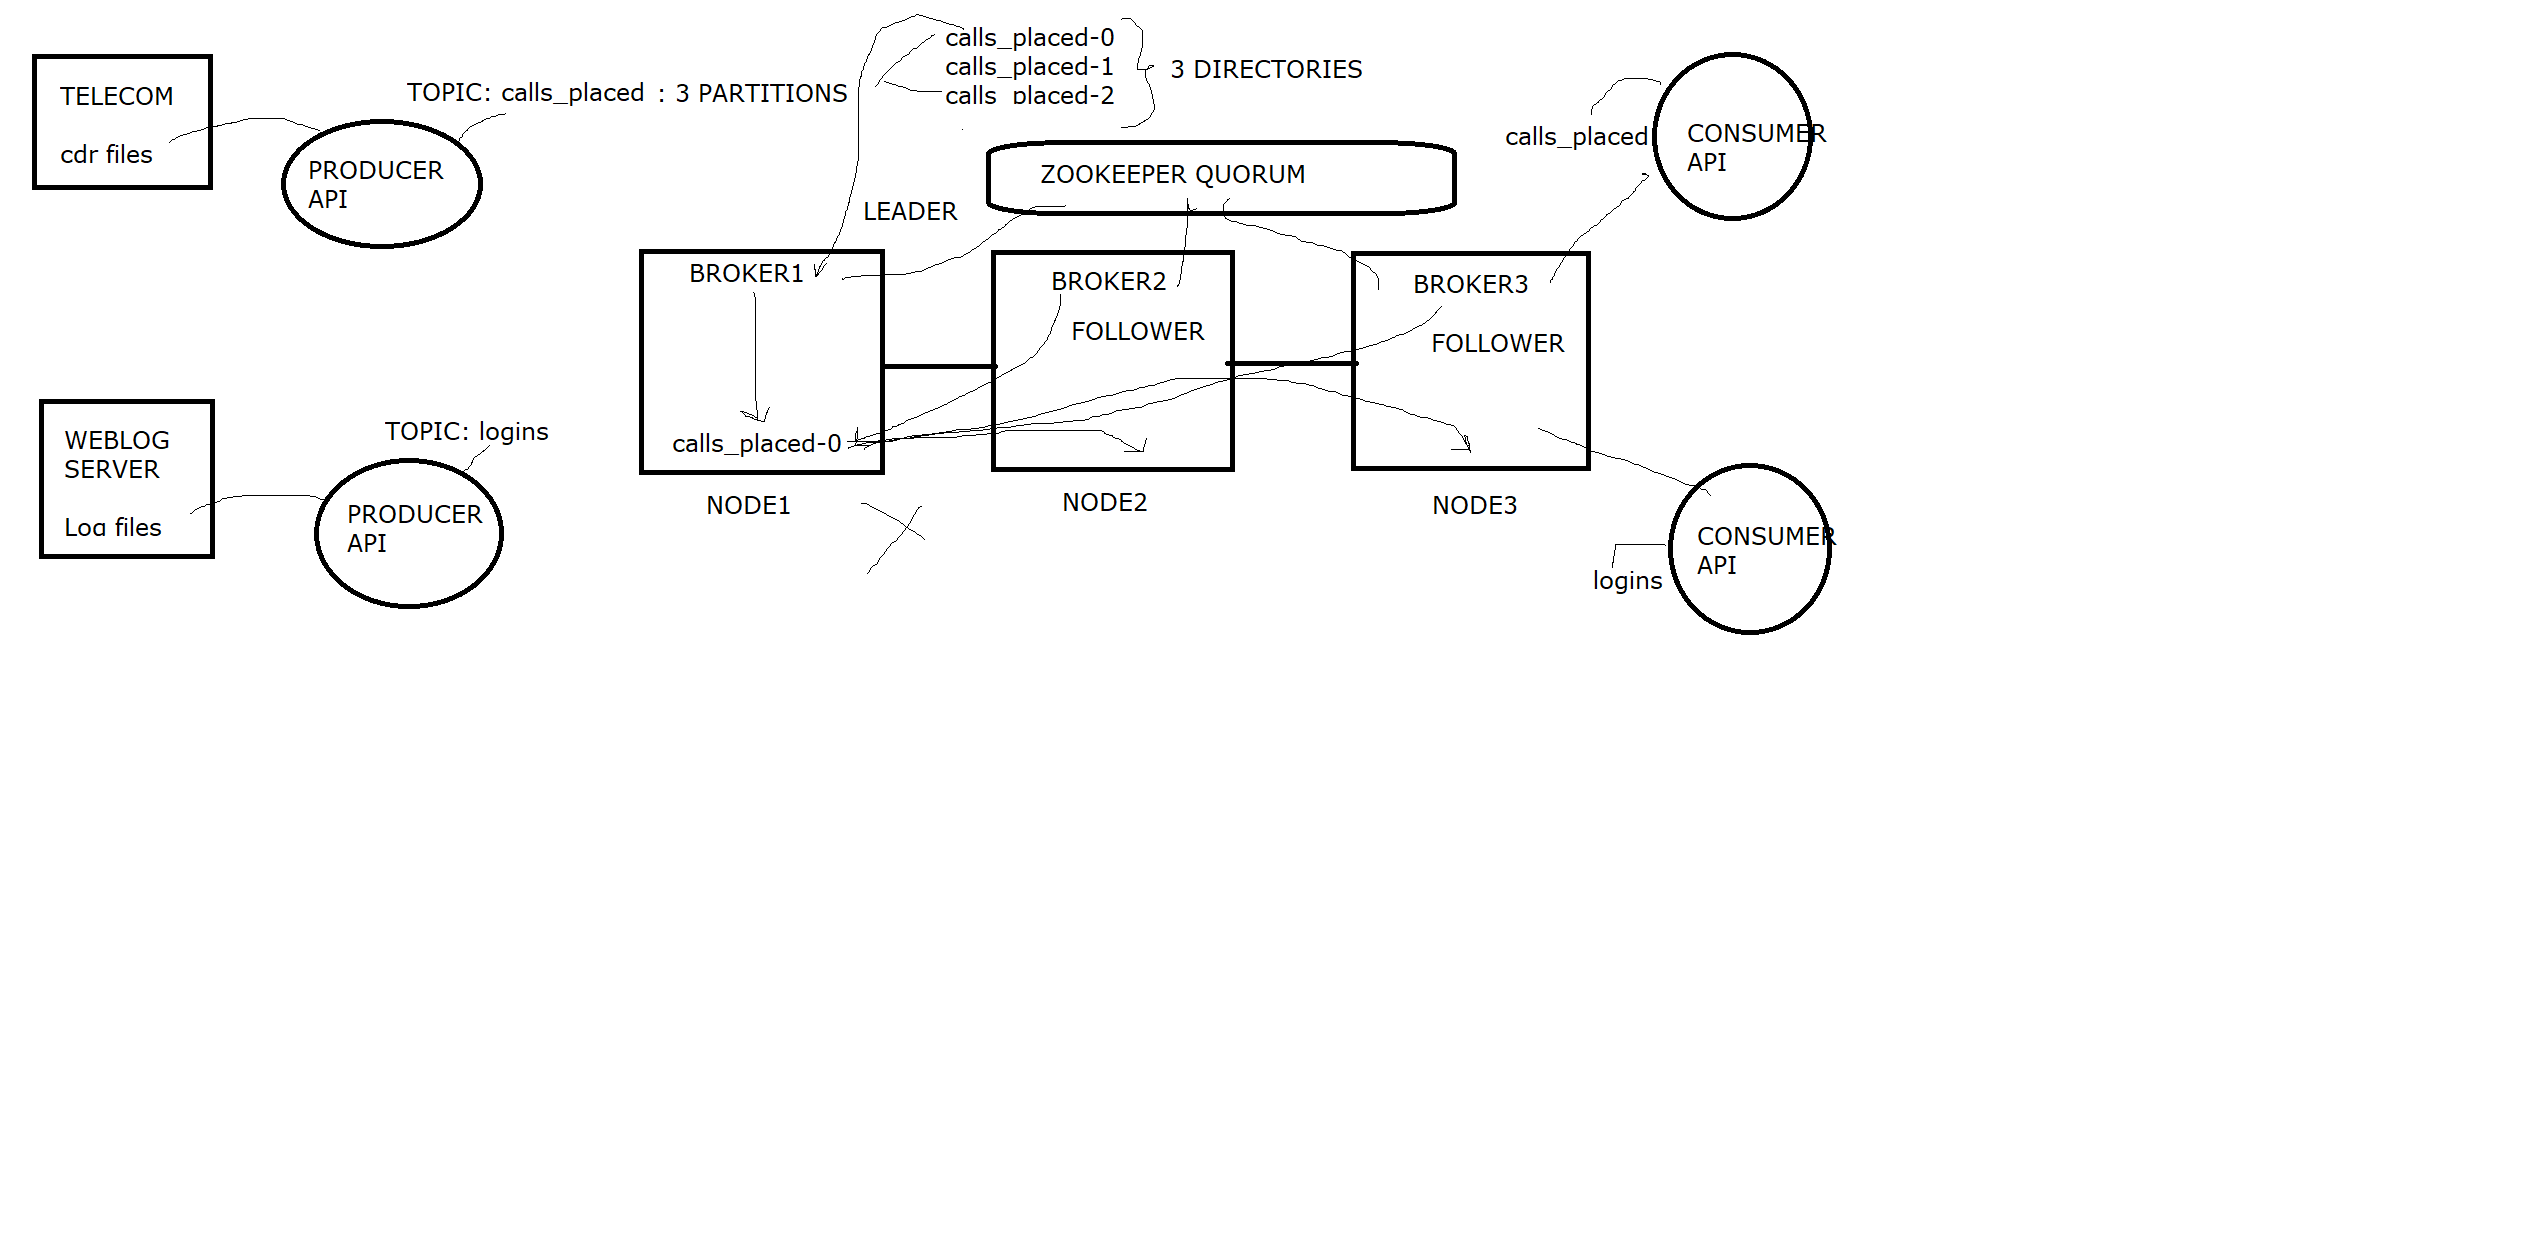 calls_placed-0
calls_placed-1
calls_placed-2
3 DIRECTORIES
TELECOM
cdr files
TOPIC: calls_placed : 3 PARTITIONS
PRODUCER
API
ZOOKEEPER QUORUM
LEADER
calls_placed
CONSUMER
API
BROKER1
BROKER2
FOLLOWER
BROKER3
FOLLOWER
calls_placed-0
NODE1
NODE2
NODE3
WEBLOG
SERVER
Log files
TOPIC: logins
PRODUCER
API
CONSUMER
API
logins